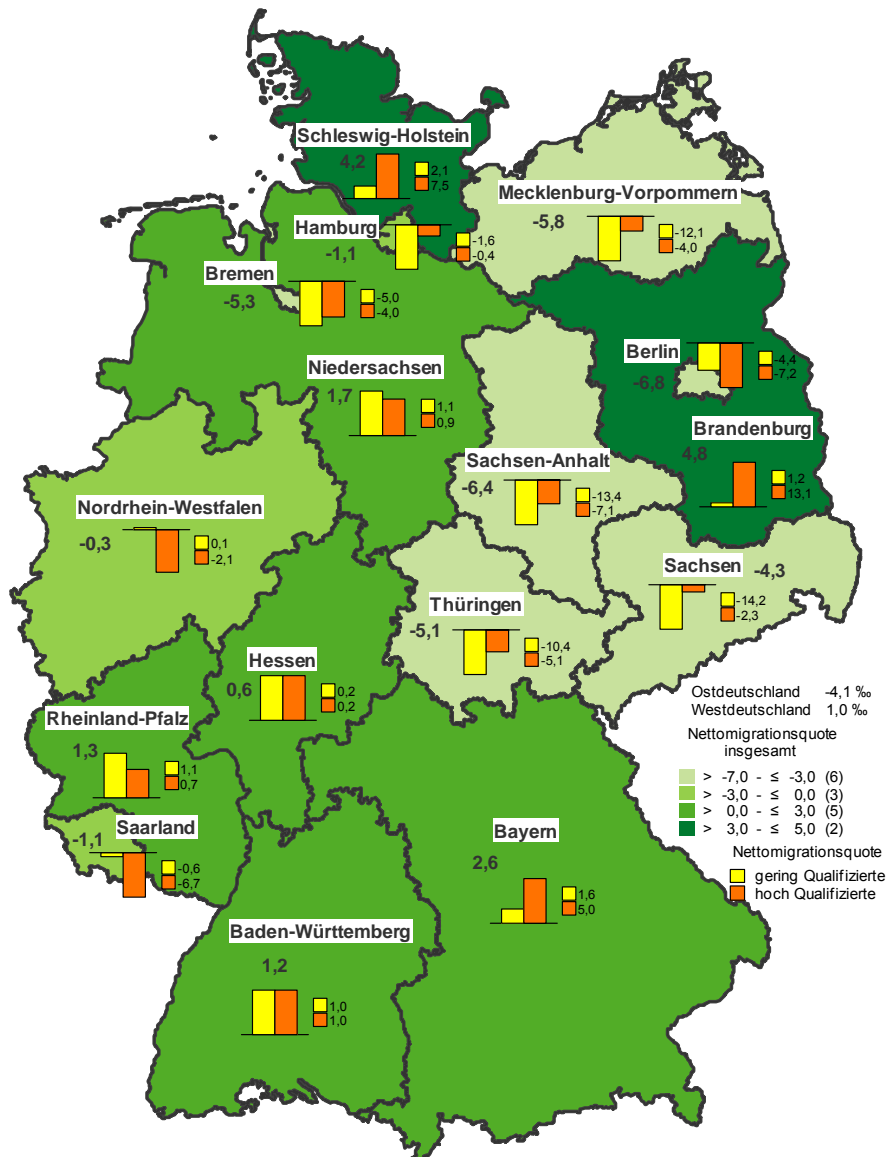 Schleswig-Holstein
4,2
2,1
7,5
Mecklenburg-Vorpommern
-5,8
-12,1
-4,0
Hamburg
-1,1
-1,6
-0,4
Bremen
-5,3
-5,0
-4,0
Berlin
-6,8
-4,4
-7,2
Niedersachsen
1,7
1,1
0,9
Brandenburg
4,8
1,2
13,1
Sachsen-Anhalt
-6,4
-13,4
-7,1
Nordrhein-Westfalen
-0,3
0,1
-2,1
Sachsen
-4,3
-14,2
-2,3
Thüringen
-5,1
-10,4
-5,1
Hessen
0,6
0,2
0,2
Rheinland-Pfalz
1,3
1,1
0,7
Saarland
-1,1
-0,6
-6,7
Bayern
2,6
1,6
5,0
Baden-Württemberg
1,2
1,0
1,0
Ostdeutschland -4,1 ‰
Westdeutschland 1,0 ‰
Nettomigrationsquote
insgesamt
> -7,0 - ≤ -3,0 (6)
> -3,0 - ≤ 0,0 (3)
> 0,0 - ≤ 3,0 (5)
> 3,0 - ≤ 5,0 (2)
Nettomigrationsquote
gering Qualifizierte
hoch Qualifizierte